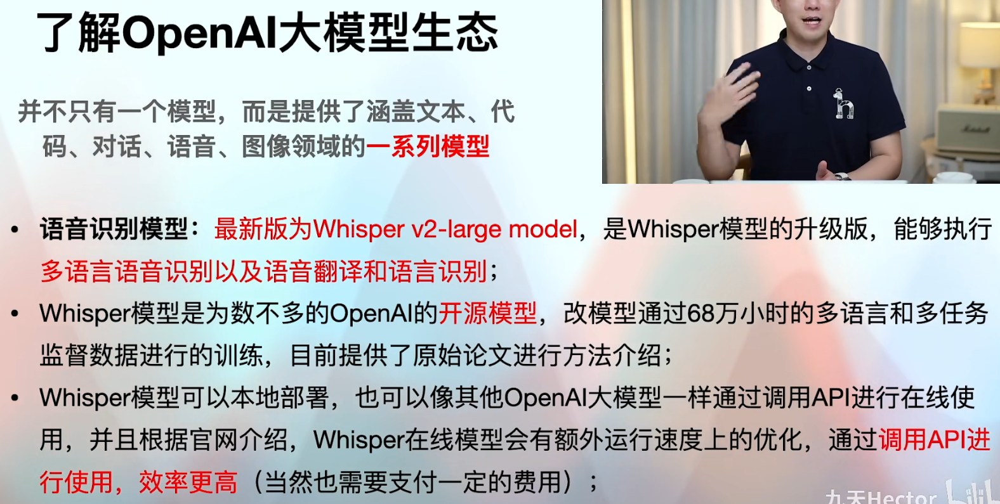 了解OpenAI大模型生态
并不只有一个模型，而是提供了涵盖文本、代
码、对话、语音、图像领域的一系列模型
• 语音识别模型：最新版为Whisper v2-large model，是Whisper模型的升级版，能够执行
多语言语音识别以及语音翻译和语言识别；
• Whisper模型是为数不多的OpenAI的开源模型，改模型通过68万小时的多语言和多任务
监督数据进行的训练，目前提供了原始论文进行方法介绍；
• Whisper模型可以本地部署，也可以像其他OpenAI大模型一样通过调用API进行在线使
用，并且根据官网介绍，Whisper在线模型会有额外运行速度上的优化，通过调用API进
行使用，效率更高（当然也需要支付一定的费用）；
九天Hector